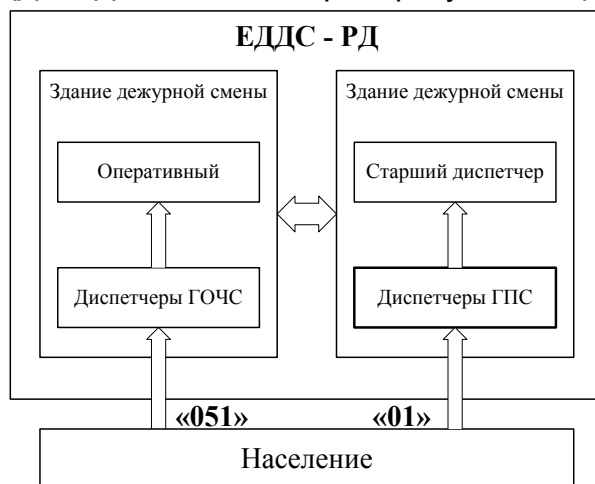 ЕДДС - РД
Здание дежурной смены
Здание дежурной смены
Оперативный
Старший диспетчер
Диспетчеры ГОЧС
Диспетчеры ГПС
«051»
«01»
Население